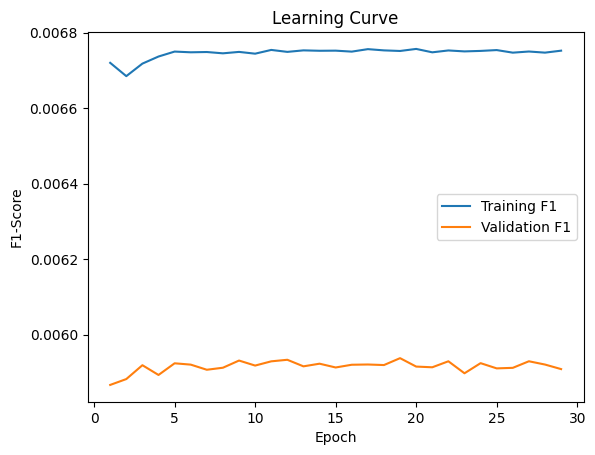 Learning Curve
0.0068
0.0066
0.0064
0.0062
0.0060
F1-Score
Training F1
Validation F1
0 5 10 15 20 25 30
Epoch